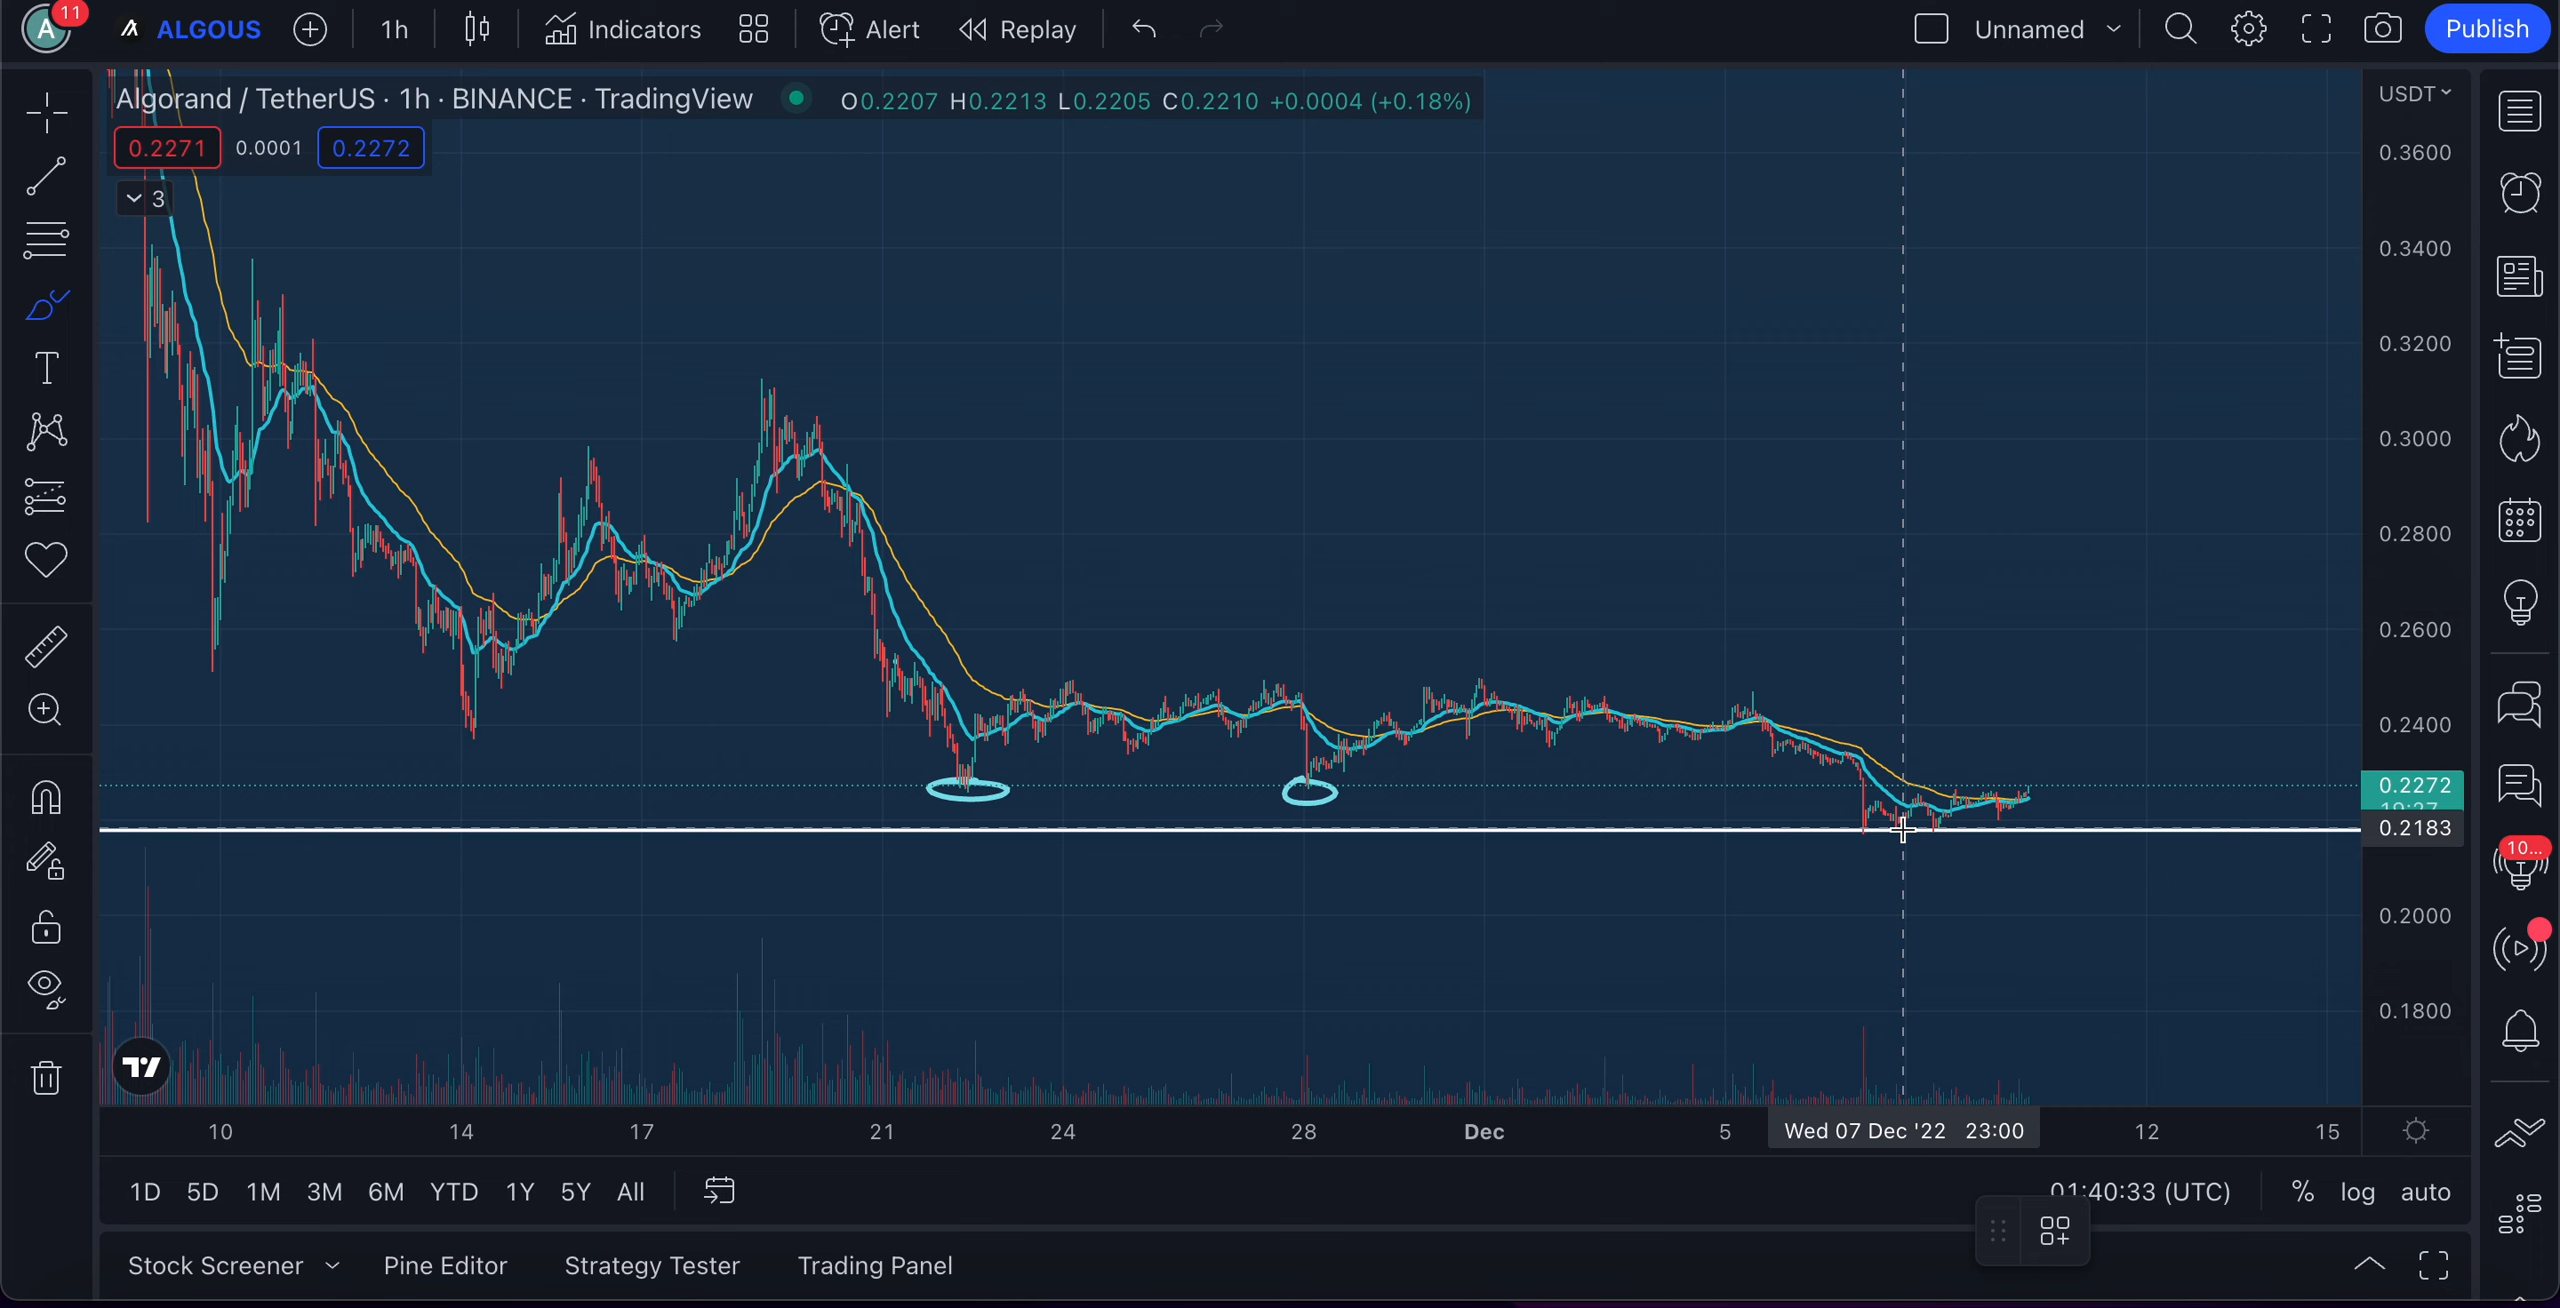 A 11 ALGOUS 1h Indicators Alert Replay Unnamed Publish
Algorand / TetherUS · 1h · BINANCE · TradingView O0.2207 H0.2213 L0.2205 C0.2210 +0.0004 (+0.18%) USDT
0.2271 0.0001 0.2272
3
0.3600
0.3400
0.3200
0.3000
0.2800
0.2600
0.2400
0.2272
0.2183
0.2000
0.1800
10...
10 14 17 21 24 28 Dec 5 Wed 07 Dec '22 23:00 12 15
1D 5D 1M 3M 6M YTD 1Y 5Y All 01:40:33 (UTC) % log auto
Stock Screener Pine Editor Strategy Tester Trading Panel